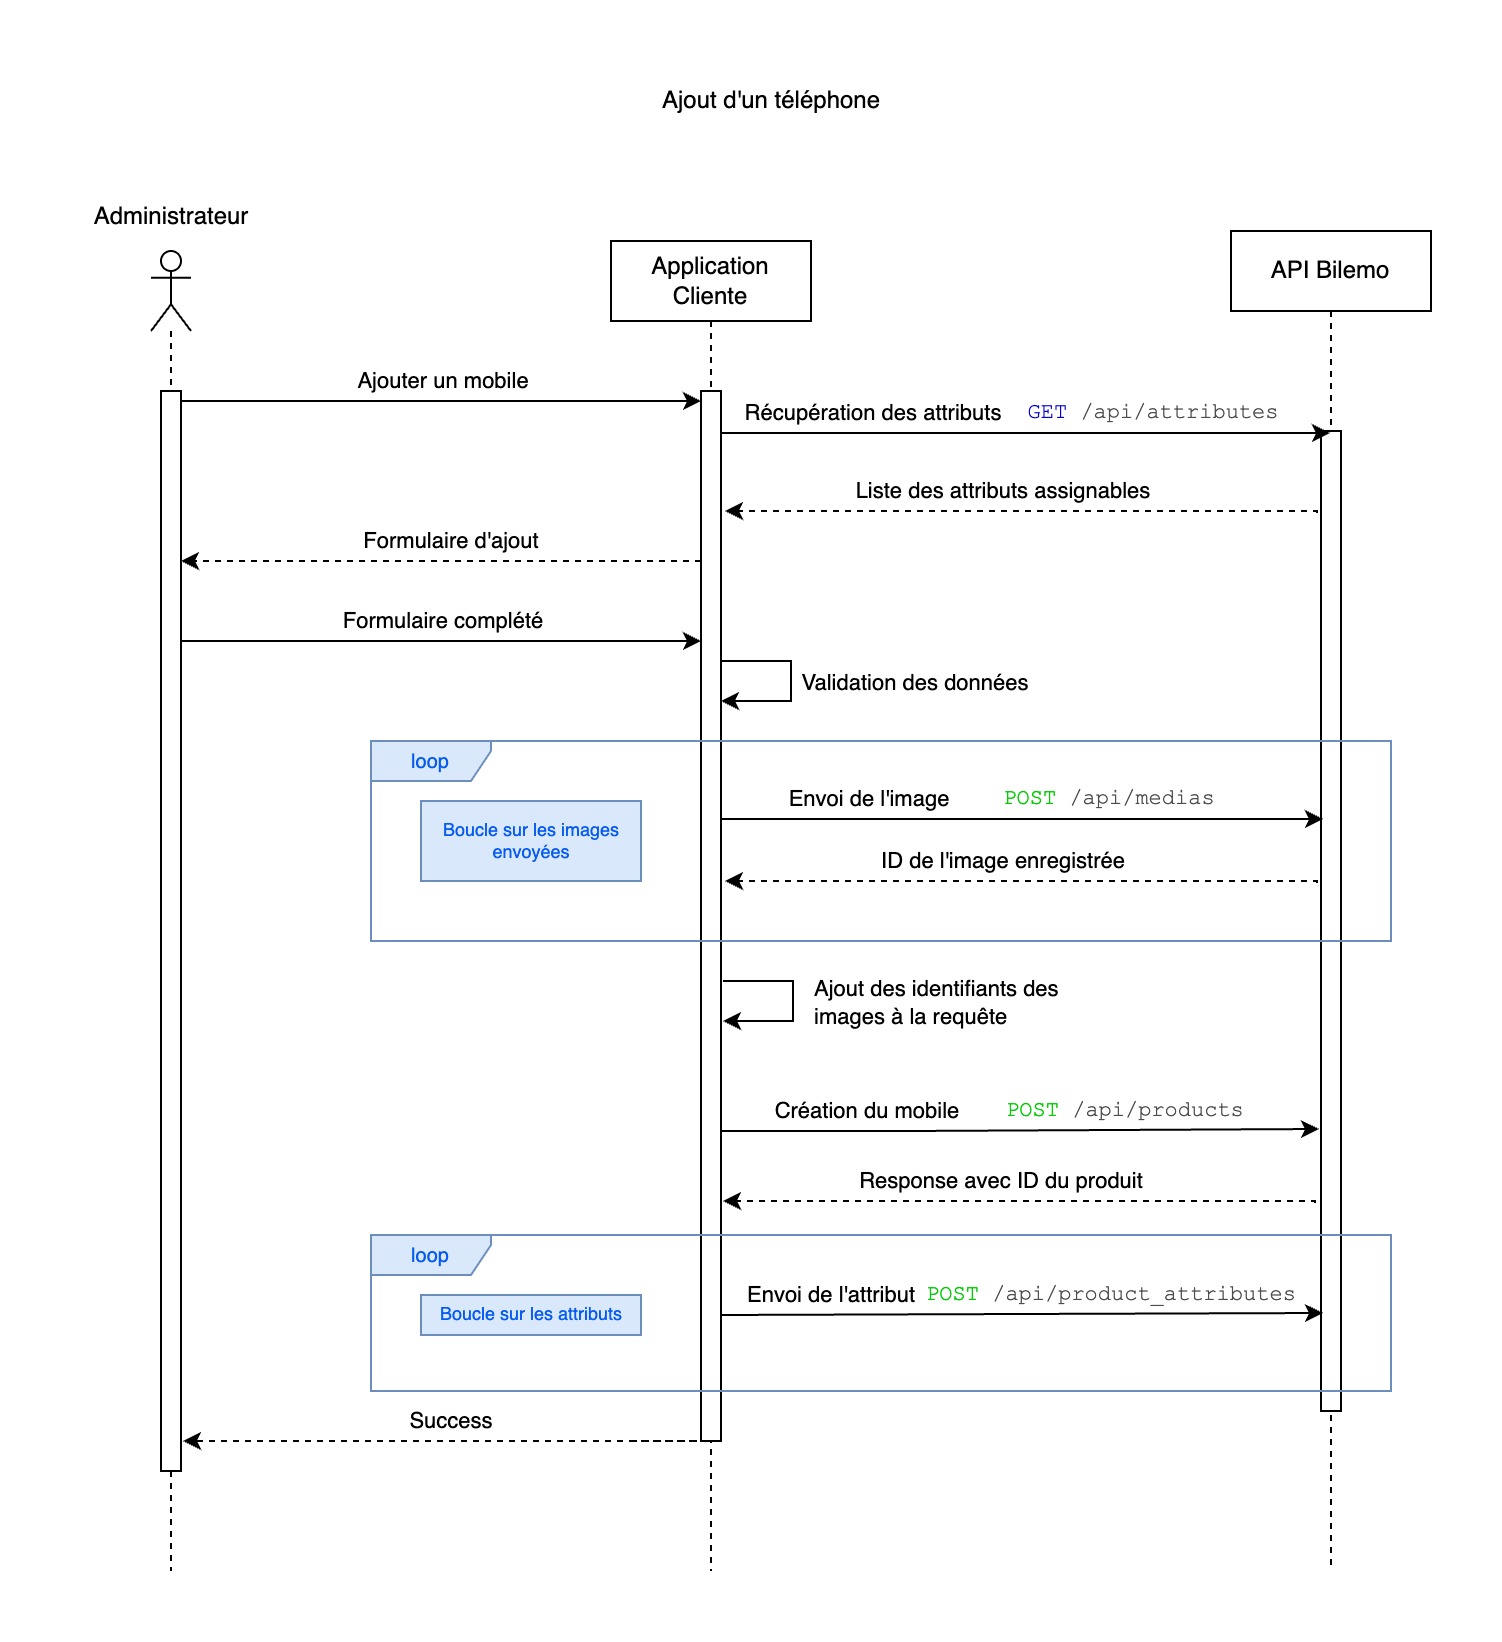 Ajout d'un téléphone
Administrateur
Application
Cliente
API Bilemo
Ajouter un mobile
Récupération des attributs GET /api/attributes
Liste des attributs assignables
Formulaire d'ajout
Formulaire complété
Validation des données
loop
Boucle sur les images
envoyées
Envoi de l'image POST /api/medias
ID de l'image enregistrée
Ajout des identifiants des
images à la requête
Création du mobile POST /api/products
Response avec ID du produit
loop
Boucle sur les attributs
Envoi de l'attribut POST /api/product_attributes
Success